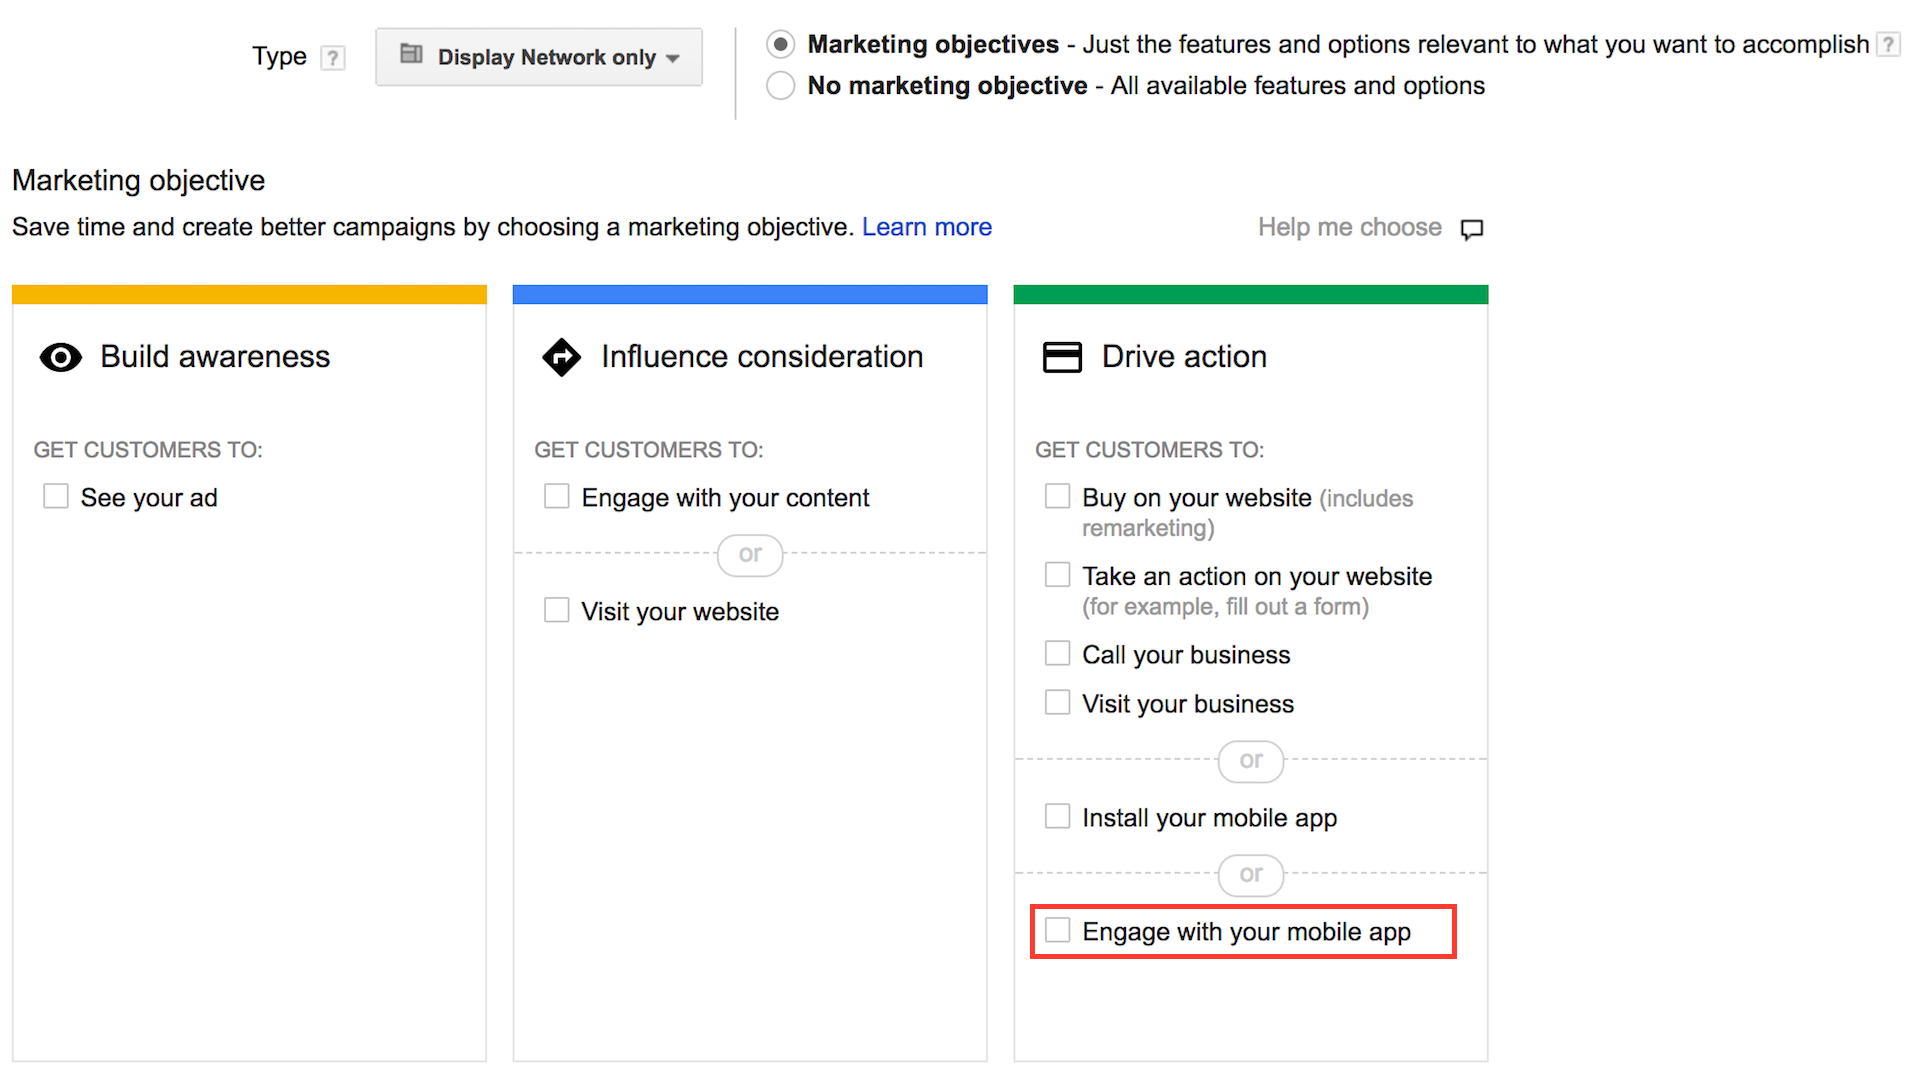 Type ? Display Network only
Marketing objectives - Just the features and options relevant to what you want to accomplish ?
No marketing objective - All available features and options
Marketing objective
Save time and create better campaigns by choosing a marketing objective. Learn more
Help me choose
Build awareness
GET CUSTOMERS TO:
See your ad
Influence consideration
GET CUSTOMERS TO:
Engage with your content
or
Visit your website
Drive action
GET CUSTOMERS TO:
Buy on your website (includes
remarketing)
Take an action on your website
(for example, fill out a form)
Call your business
Visit your business
or
Install your mobile app
or
Engage with your mobile app